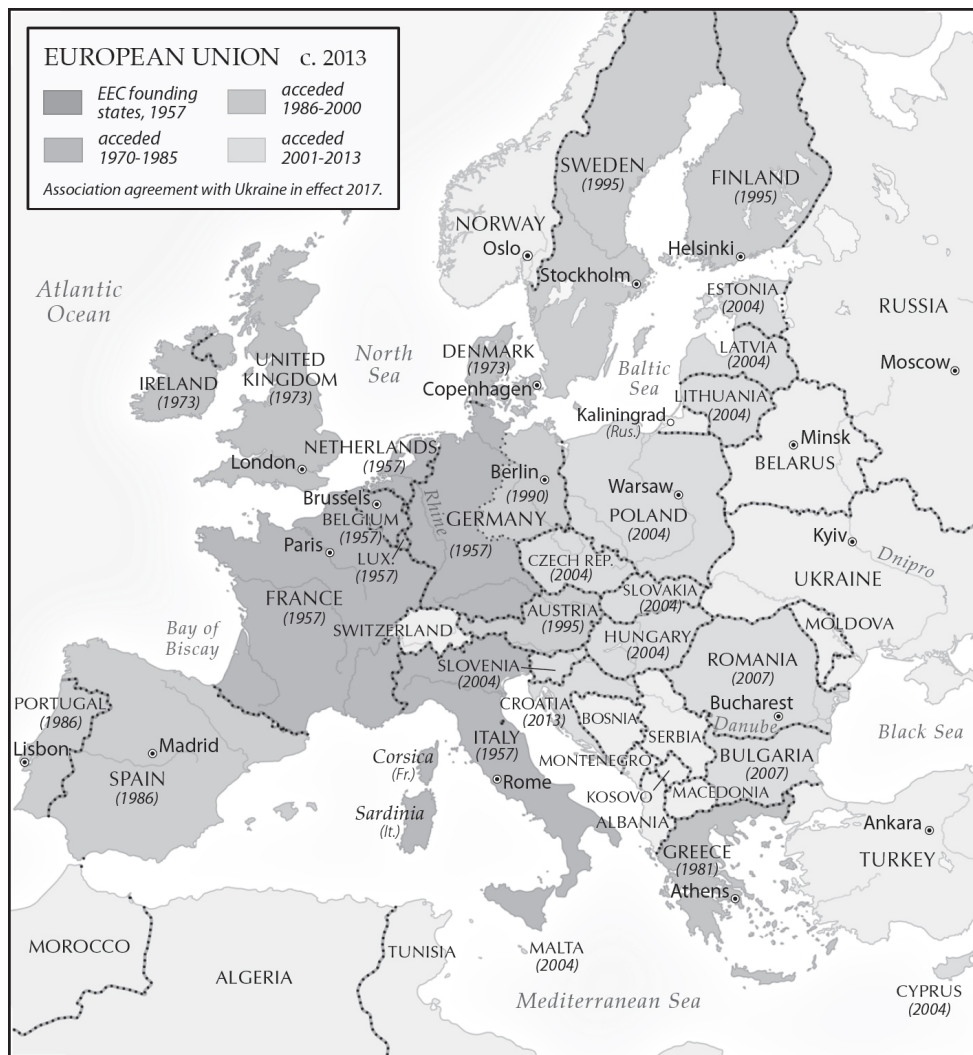 EUROPEAN UNION c. 2013
EEC founding
states, 1957
acceded
1986-2000
acceded
1970-1985
acceded
2001-2013
Association agreement with Ukraine in effect 2017.
SWEDEN
(1995)
FINLAND
(1995)
NORWAY
Oslo
Helsinki
Stockholm
Atlantic
Ocean
ESTONIA
(2004)
RUSSIA
North
Sea
UNITED
KINGDOM
(1973)
IRELAND
(1973)
DENMARK
(1973)
Copenhagen
Baltic
Sea
LATVIA
(2004)
Moscow
LITHUANIA
(2004)
Kaliningrad
(Rus.)
Minsk
BELARUS
NETHERLANDS
(1957)
London
Berlin
(1990)
Brussels
BELGIUM
(1957)
Rhine
GERMANY
(1957)
Warsaw
POLAND
(2004)
Paris
LUX.
(1957)
Kyiv
Dnipro
CZECH REP.
(2004)
UKRAINE
SLOVAKIA
(2004)
FRANCE
(1957)
AUSTRIA
(1995)
MOLDOVA
Bay of
Biscay
SWITZERLAND
HUNGARY
(2004)
SLOVENIA
(2004)
ROMANIA
(2007)
PORTUGAL
(1986)
CROATIA
(2013)
BOSNIA
Bucharest
Danube
Black Sea
Lisbon
Madrid
SPAIN
(1986)
Corsica
(Fr.)
ITALY
(1957)
Rome
SERBIA
MONTENEGRO
BULGARIA
(2007)
KOSOVO
MACEDONIA
Sardinia
(It.)
ALBANIA
Ankara
TURKEY
GREECE
(1981)
Athens
MOROCCO
ALGERIA
TUNISIA
MALTA
(2004)
Mediterranean Sea
CYPRUS
(2004)